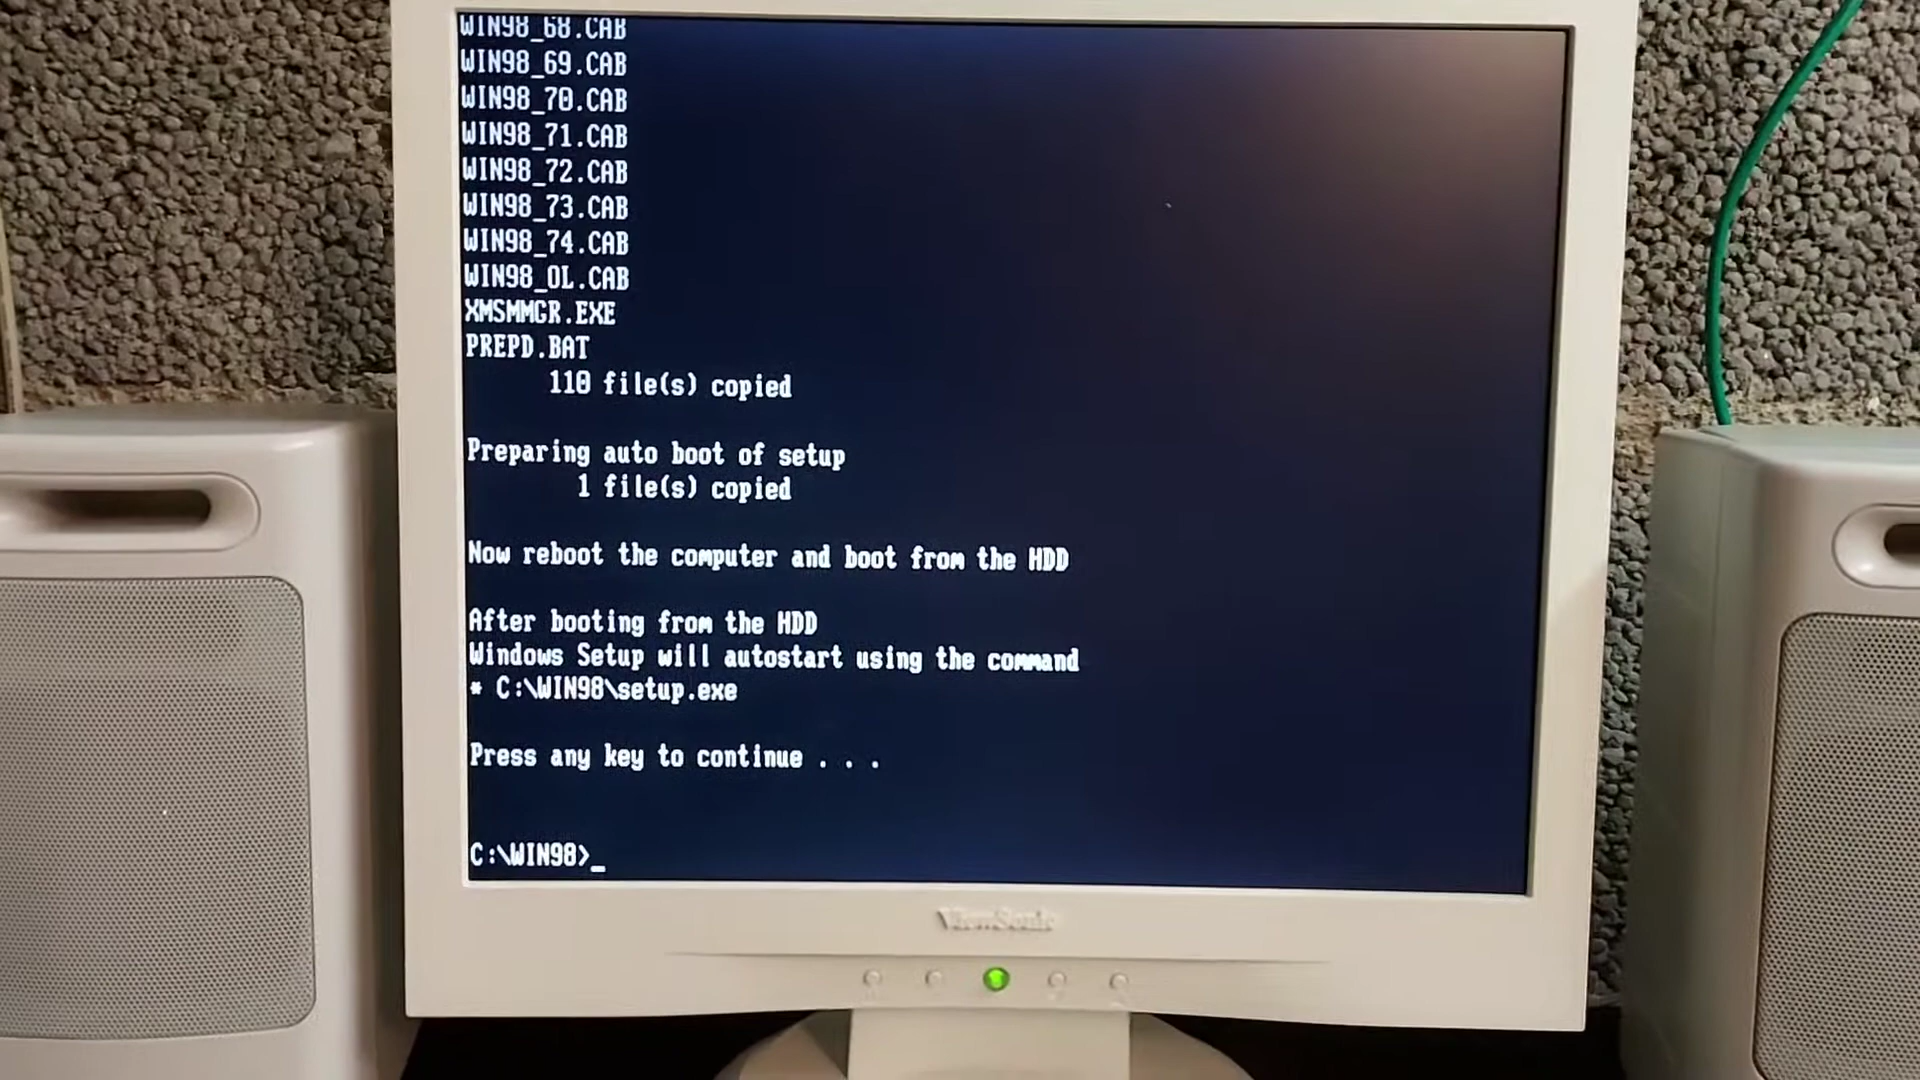 WIN98_68.CAB
WIN98_69.CAB
WIN98_70.CAB
WIN98_71.CAB
WIN98_72.CAB
WIN98_73.CAB
WIN98_74.CAB
WIN98_OL.CAB
XMSMMGR.EXE
PREPD.BAT
110 file(s) copied
Preparing auto boot of setup
1 file(s) copied
Now reboot the computer and boot from the HDD
After booting from the HDD
Windows Setup will autostart using the command
* C:\WIN98\setup.exe
Press any key to continue . . .
C:\WIN98>_
ViewSonic